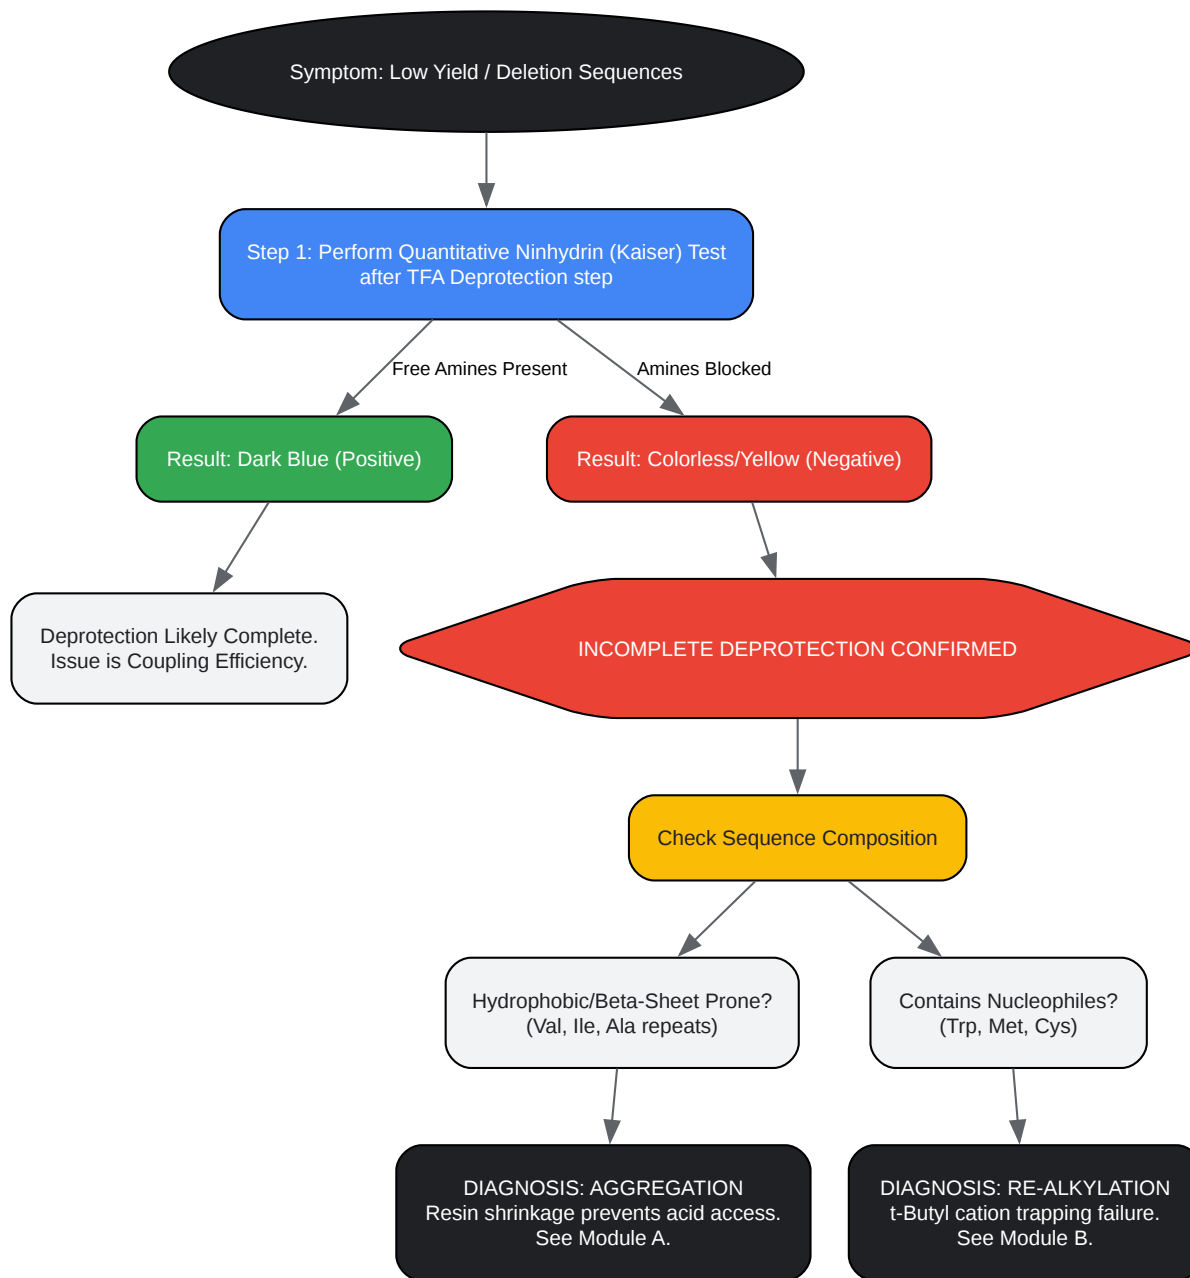 Symptom: Low Yield / Deletion Sequences
Step 1: Perform Quantitative Ninhydrin (Kaiser) Test
after TFA Deprotection step
Free Amines Present
Amines Blocked
Result: Dark Blue (Positive)
Result: Colorless/Yellow (Negative)
Deprotection Likely Complete.
Issue is Coupling Efficiency.
INCOMPLETE DEPROTECTION CONFIRMED
Check Sequence Composition
Hydrophobic/Beta-Sheet Prone?
(Val, Ile, Ala repeats)
Contains Nucleophiles?
(Trp, Met, Cys)
DIAGNOSIS: AGGREGATION
Resin shrinkage prevents acid access.
See Module A.
DIAGNOSIS: RE-ALKYLATION
t-Butyl cation trapping failure.
See Module B.